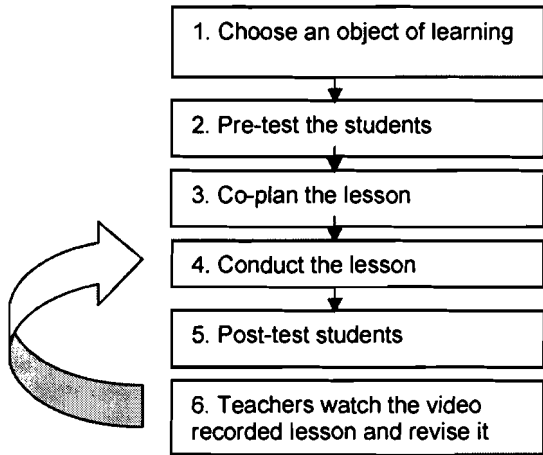 1. Choose an object of learning
2. Pre-test the students
3. Co-plan the lesson
4. Conduct the lesson
5. Post-test students
6. Teachers watch the video
recorded lesson and revise it